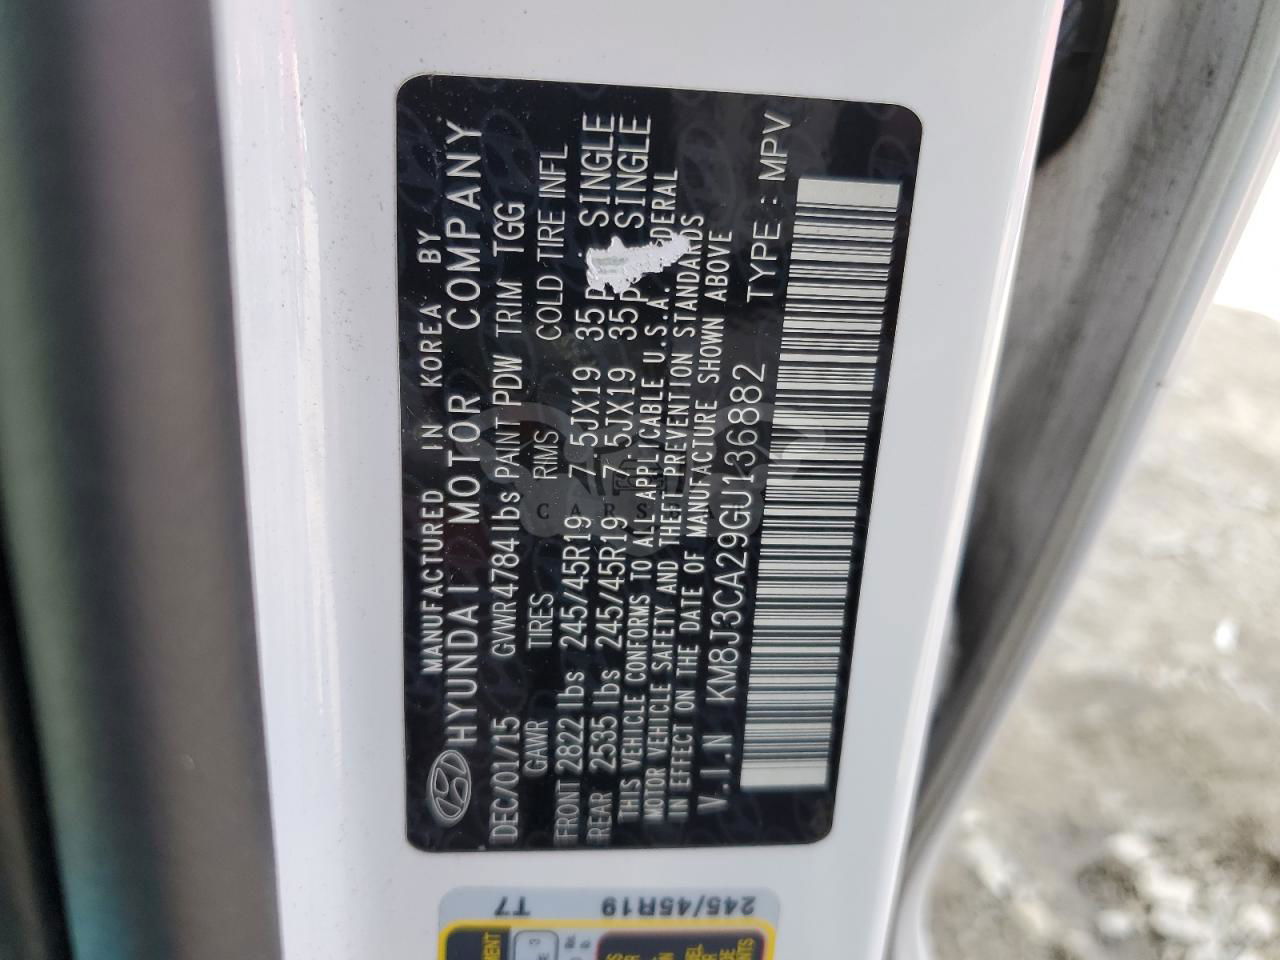 MANUFACTURED IN KOREA BY
HYUNDAI MOTOR COMPANY
DEC/01/15 GVWR 4784 lbs PAINT PDW TRIM TGG
GAWR TIRES RIMS COLD TIRE INFL
FRONT 2822 lbs 245/45R19 7.5JX19 35P SINGLE
REAR 2535 lbs 245/45R19 7.5JX19 35P SINGLE
THIS VEHICLE CONFORMS TO ALL APPLICABLE U.S.A. DERAL
MOTOR VEHICLE SAFETY AND THEFT PREVENTION STANDARDS
IN EFFECT ON THE DATE OF MANUFACTURE SHOWN ABOVE
V.I.N KM8J3CA29GU136882 TYPE : MPV
245/45R19 T7